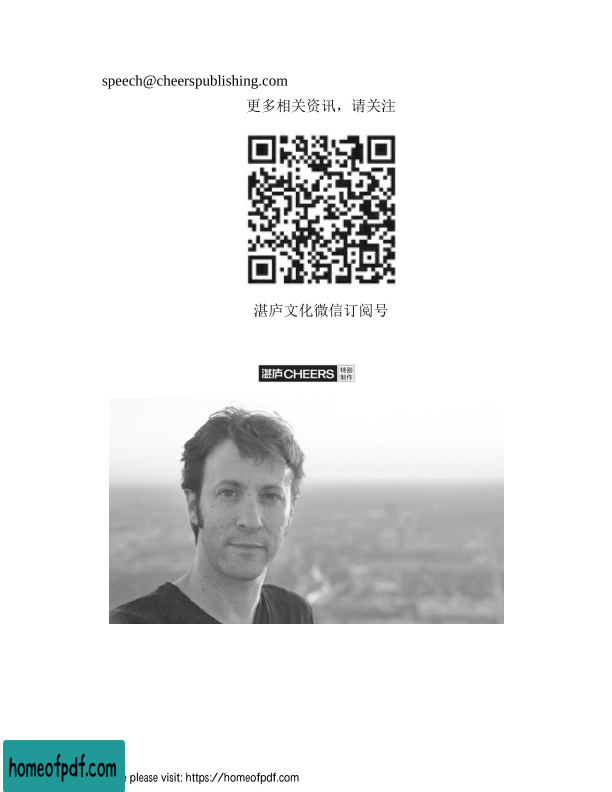 speech@cheerspublishing.com
更多相关资讯，请关注
湛庐文化微信订阅号
湛庐CHEERS 特别
制作
homeofpdf.com
e please visit: https://homeofpdf.com